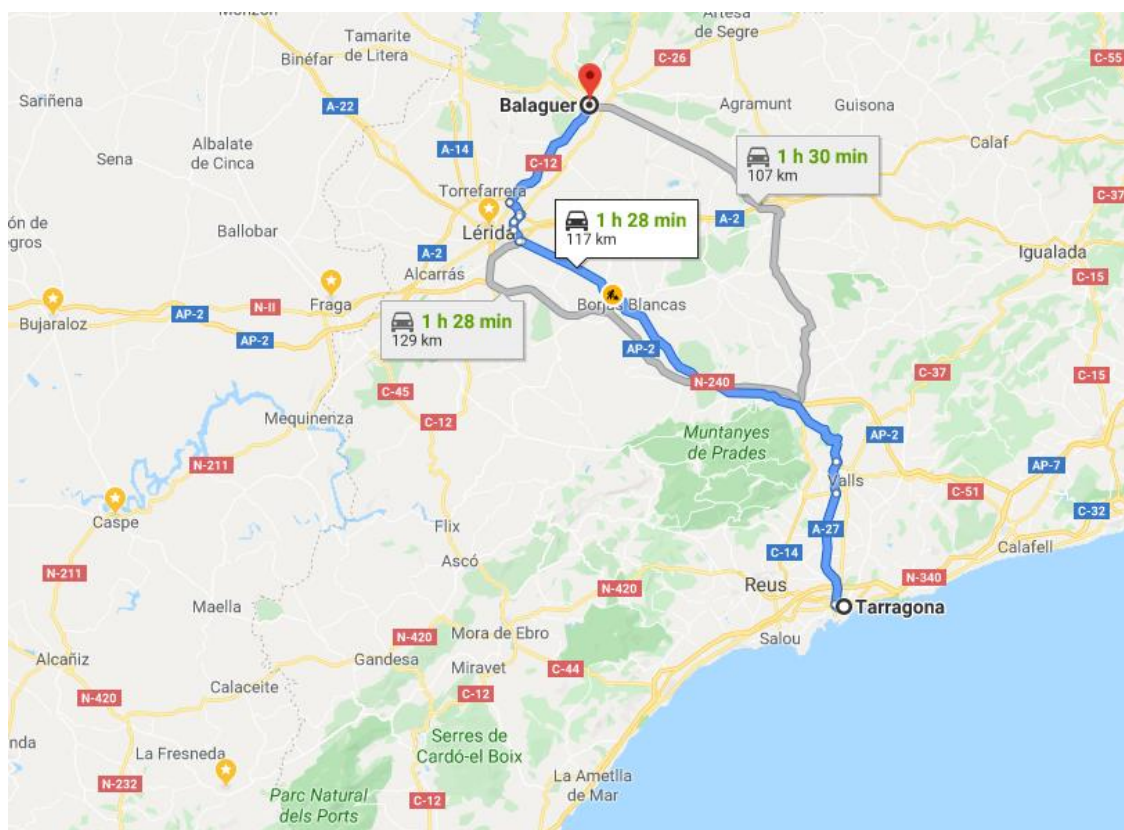 Monzón
Artesa
de Segre
Tamarite
de Litera
Binéfar
C-26
C-55
Sariñena
A-22
Balaguer
Agramunt
Guisona
Albalate
de Cinca
Calaf
Sena
A-14
C-12
1 h 30 min
107 km
Torrefarrera
C-37
ón de
egros
Ballobar
Lérida
1 h 28 min
117 km
A-2
A-2
Alcarrás
Igualada
C-15
N-II
Fraga
Borjas Blancas
Bujaraloz
AP-2
AP-2
1 h 28 min
129 km
AP-2
C-37
C-15
N-240
C-45
Mequinenza
C-12
Muntanyes
de Prades
AP-2
N-211
AP-7
Valls
C-51
Caspe
C-32
Flix
A-27
Calafell
C-14
Ascó
N-211
N-420
Reus
N-340
Maella
Tarragona
Salou
N-420
Mora de Ebro
Alcañiz
Gandesa
Miravet
C-44
Calaceite
N-420
C-12
nda
La Fresneda
Serres de
Cardó-el Boix
N-232
La Ametlla
de Mar
Parc Natural
dels Ports
C-12